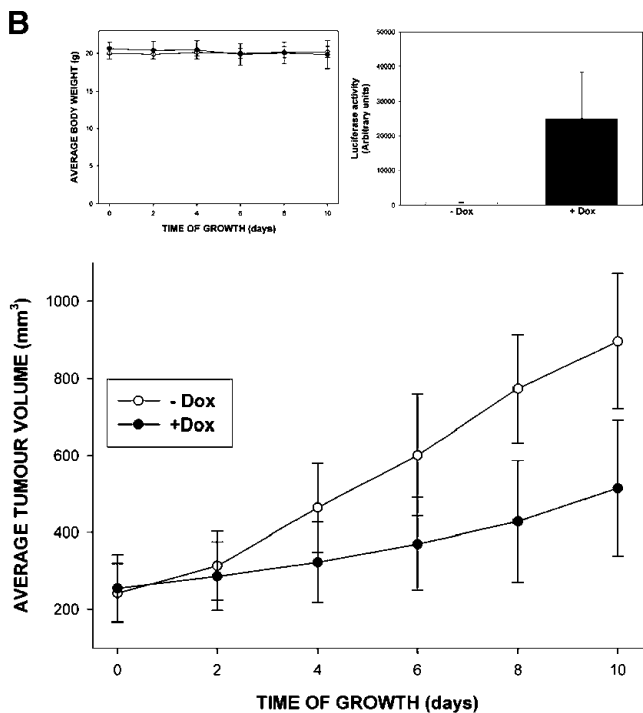 B
AVERAGE BODY WEIGHT (g)
20
15
10
5
0
0 2 4 6 8 10
TIME OF GROWTH (days)
Luciferase activity
(Arbitrary units)
50000
40000
30000
20000
10000
0
- Dox + Dox
AVERAGE TUMOUR VOLUME (mm³)
1000
800
600
400
200
- Dox
+Dox
0 2 4 6 8 10
TIME OF GROWTH (days)